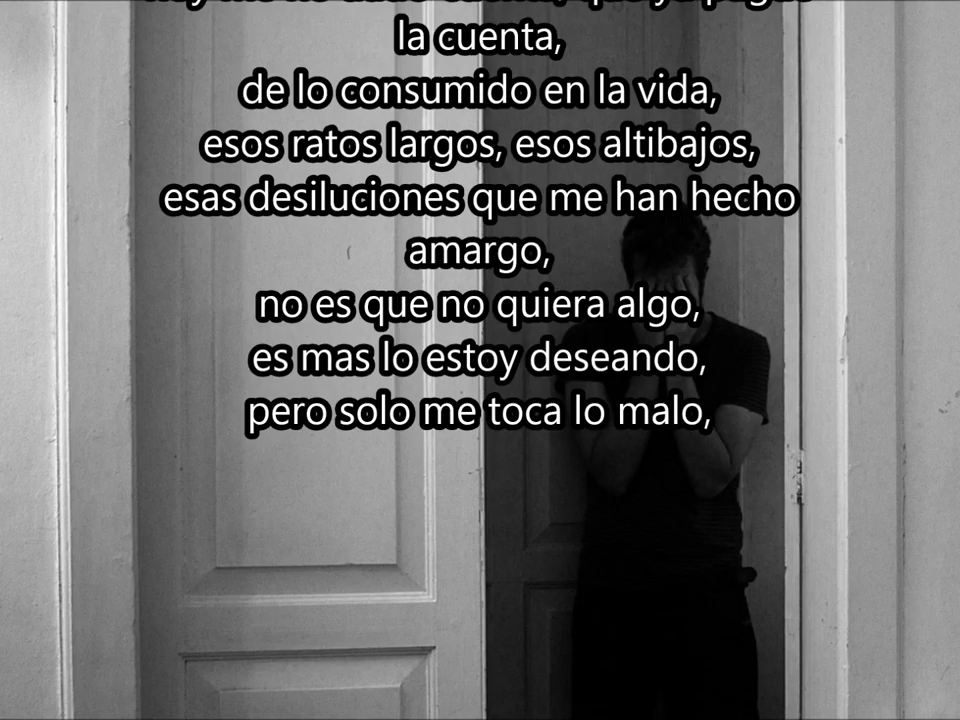 la cuenta,
de lo consumido en la vida,
esos ratos largos, esos altibajos,
esas desiluciones que me han hecho
amargo,
no es que no quiera algo,
es mas lo estoy deseando,
pero solo me toca lo malo,